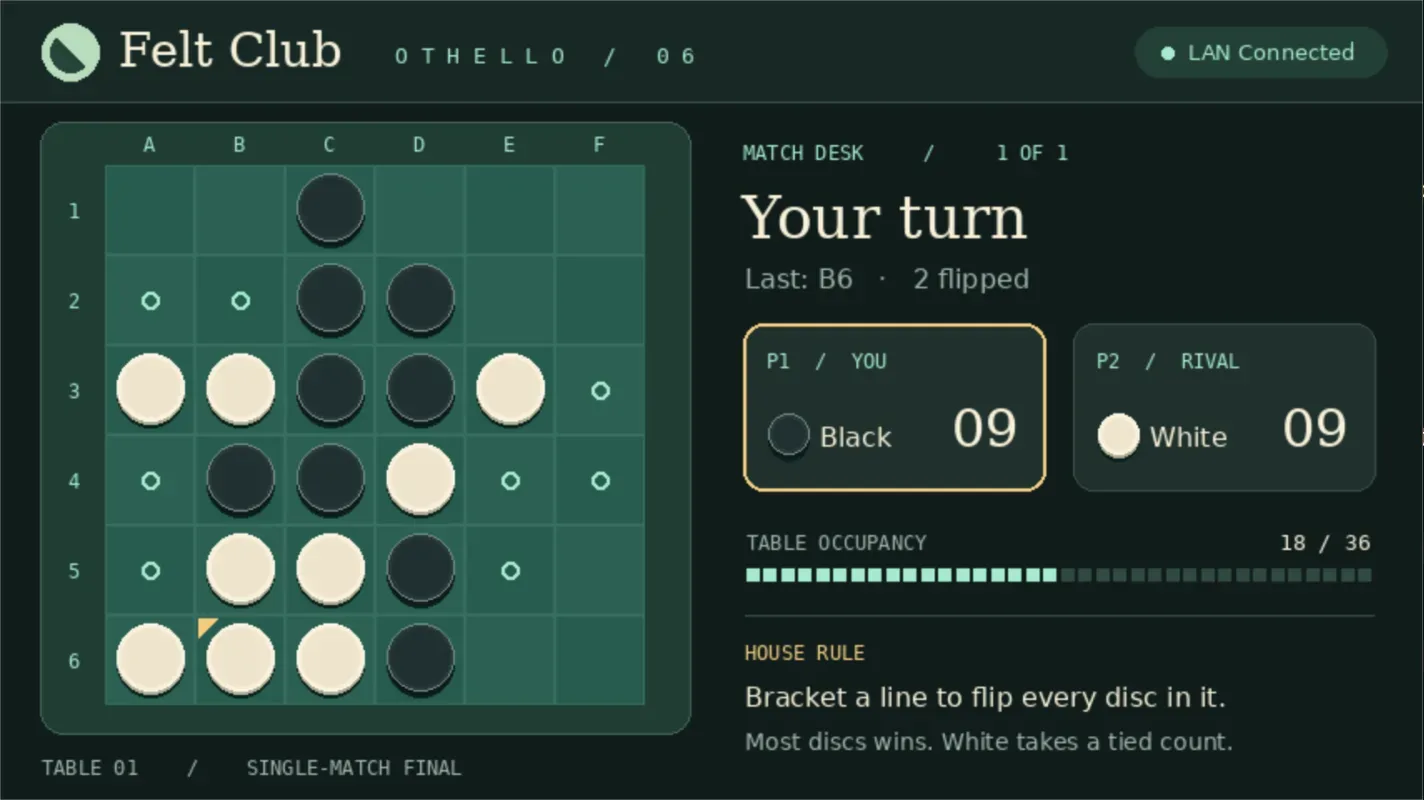 Felt Club
OTHELLO / 06
LAN Connected
A B C D E F
1
2
3
4
5
6
TABLE 01 / SINGLE-MATCH FINAL
MATCH DESK / 1 OF 1
Your turn
Last: B6 · 2 flipped
P1 / YOU
Black 09
P2 / RIVAL
White 09
TABLE OCCUPANCY 18 / 36
HOUSE RULE
Bracket a line to flip every disc in it.
Most discs wins. White takes a tied count.